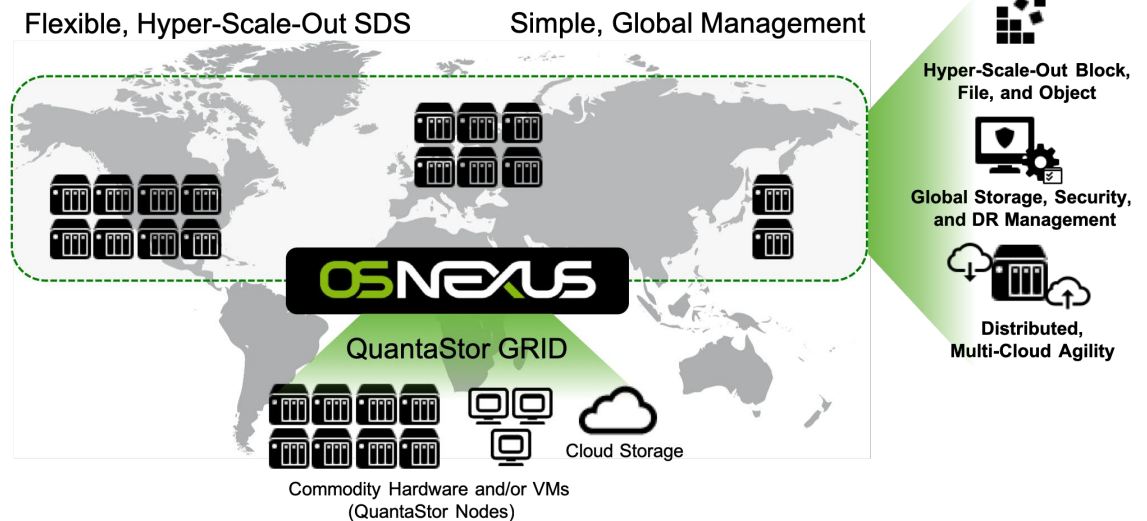 Flexible, Hyper-Scale-Out SDS
Simple, Global Management
Hyper-Scale-Out Block,
File, and Object
Global Storage, Security,
and DR Management
Distributed,
Multi-Cloud Agility
OSNEXUS
QuantaStor GRID
Cloud Storage
Commodity Hardware and/or VMs
(QuantaStor Nodes)